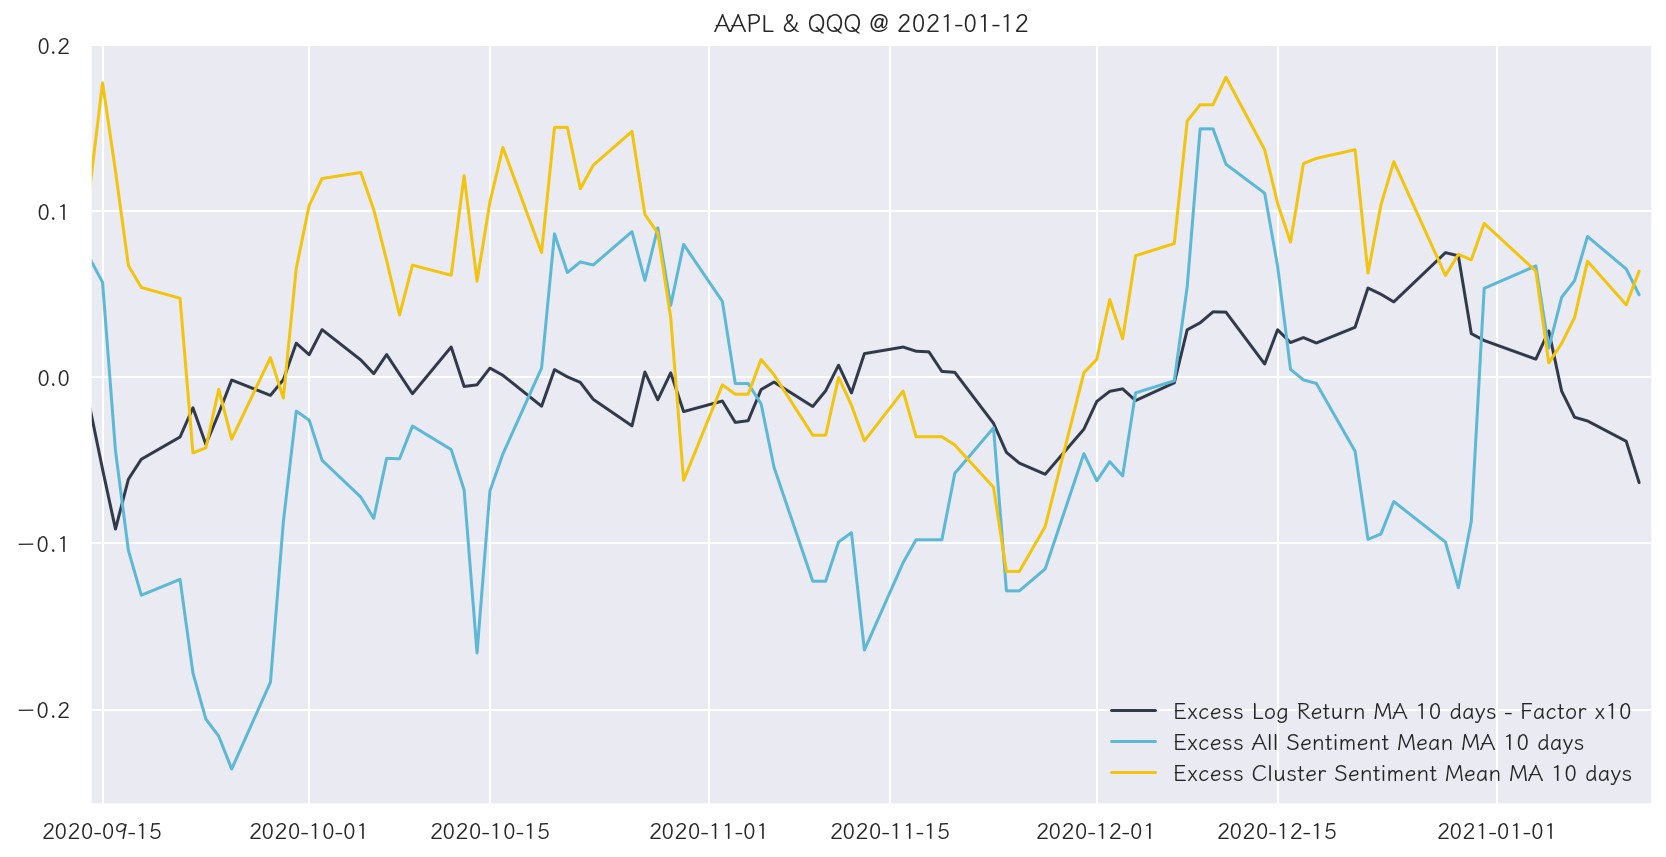 AAPL & QQQ @ 2021-01-12
0.2
0.1
0.0
−0.1
−0.2
Excess Log Return MA 10 days - Factor x10
Excess All Sentiment Mean MA 10 days
Excess Cluster Sentiment Mean MA 10 days
2020-09-15 2020-10-01 2020-10-15 2020-11-01 2020-11-15 2020-12-01 2020-12-15 2021-01-01